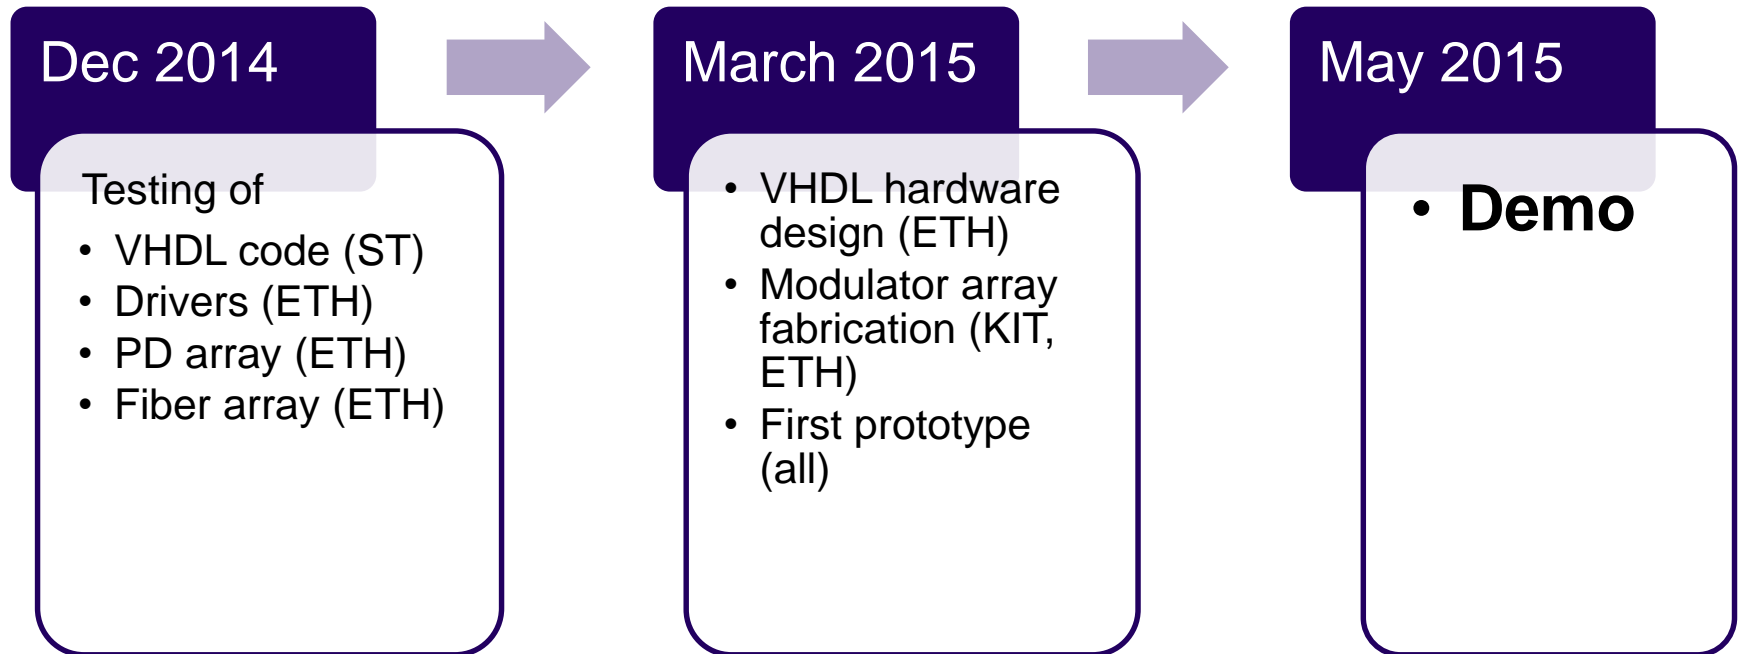 Dec 2014
Testing of
• VHDL code (ST)
• Drivers (ETH)
• PD array (ETH)
• Fiber array (ETH)
March 2015
• VHDL hardware
design (ETH)
• Modulator array
fabrication (KIT,
ETH)
• First prototype
(all)
May 2015
• Demo